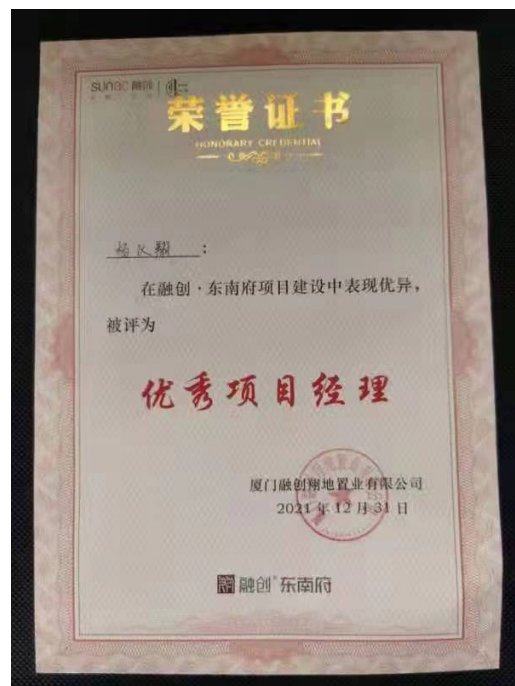 SUNAC 融创
荣誉证书
HONORARY CREDENTIAL
杨汉翔：
在融创·东南府项目建设中表现优异，
被评为
优秀项目经理
厦门融创翔地置业有限公司
2021年12月31日
融创 东南府